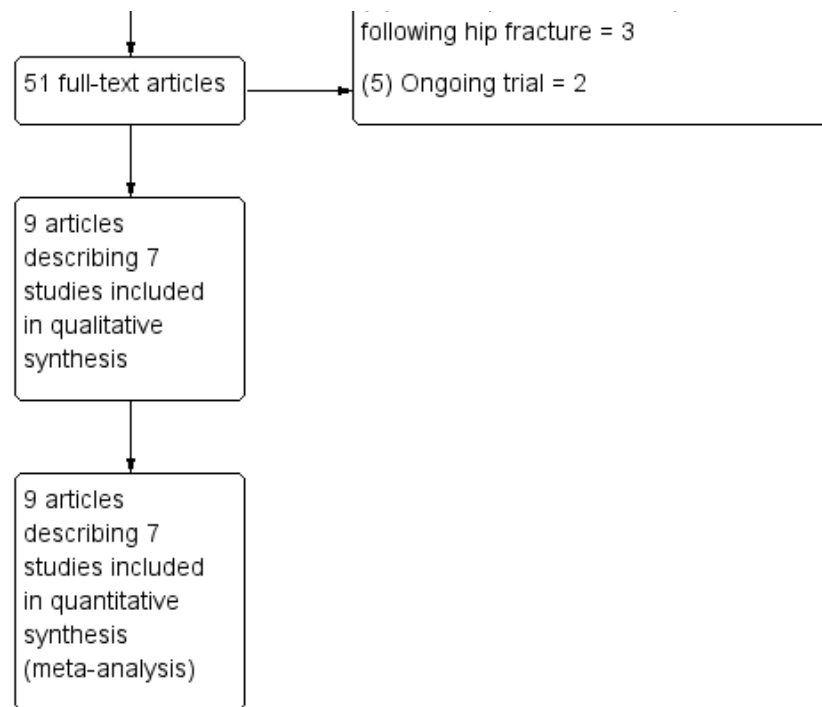 following hip fracture = 3
(5) Ongoing trial = 2
51 full-text articles
9 articles
describing 7
studies included
in qualitative
synthesis
9 articles
describing 7
studies included
in quantitative
synthesis
(meta-analysis)